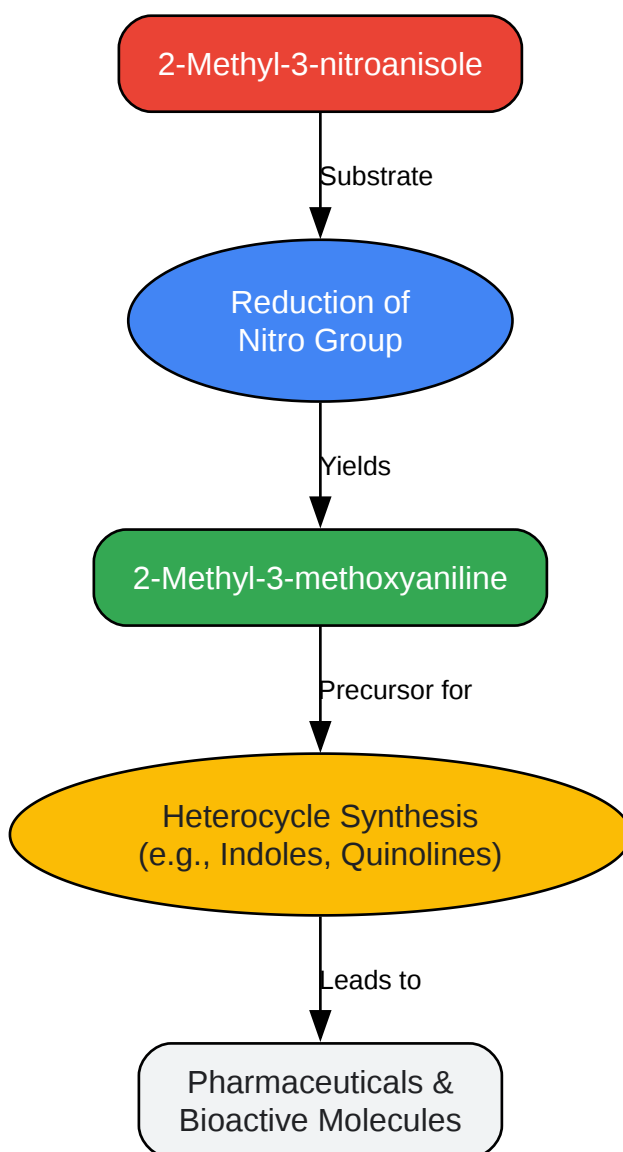 2-Methyl-3-nitroanisole
Substrate
Reduction of
Nitro Group
Yields
2-Methyl-3-methoxyaniline
Precursor for
Heterocycle Synthesis
(e.g., Indoles, Quinolines)
Leads to
Pharmaceuticals &
Bioactive Molecules